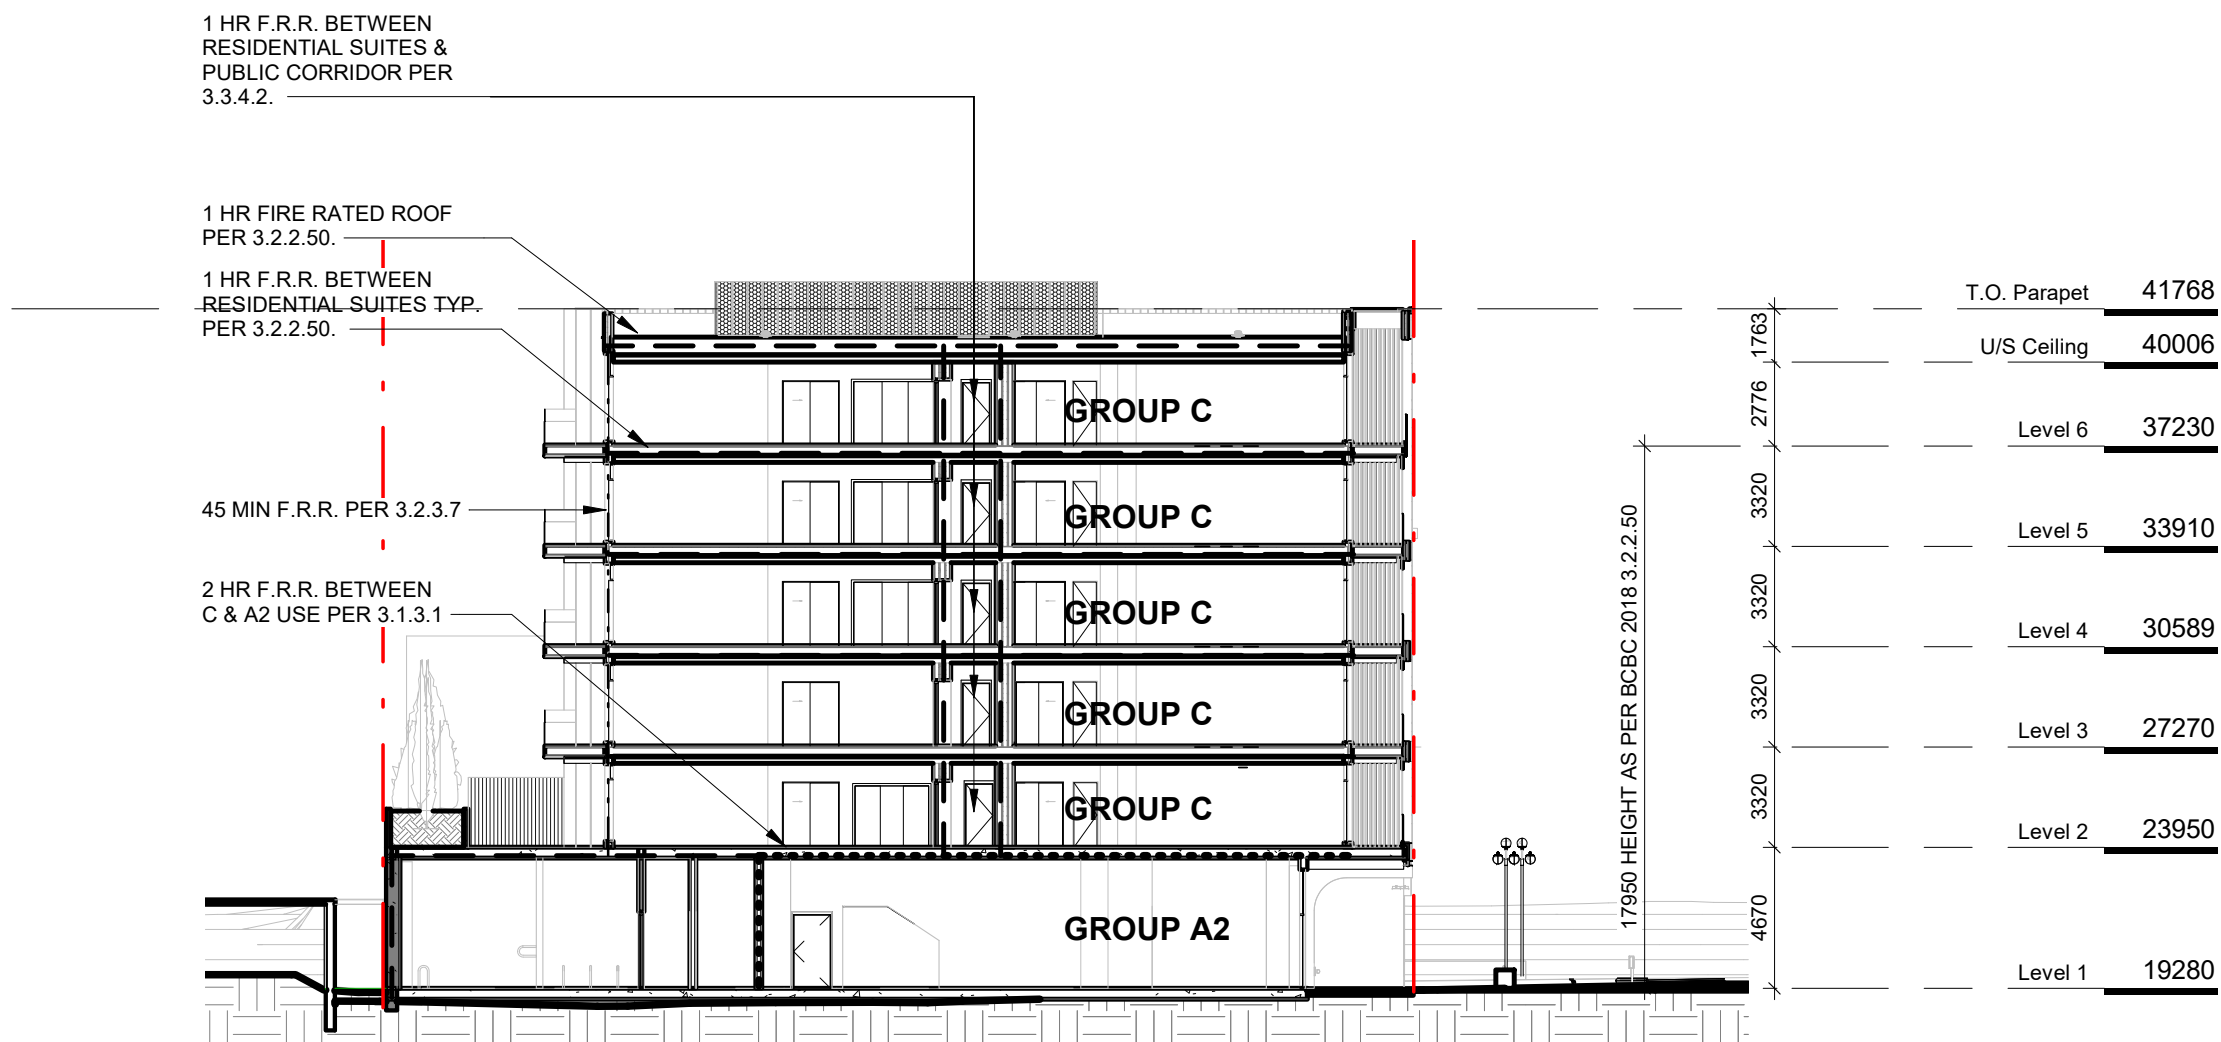 1 HR F.R.R. BETWEEN
RESIDENTIAL SUITES &
PUBLIC CORRIDOR PER
3.3.4.2.
1 HR FIRE RATED ROOF
PER 3.2.2.50.
1 HR F.R.R. BETWEEN
RESIDENTIAL SUITES TYP.
PER 3.2.2.50.
45 MIN F.R.R. PER 3.2.3.7
2 HR F.R.R. BETWEEN
C & A2 USE PER 3.1.3.1
GROUP C
GROUP C
GROUP C
GROUP C
GROUP C
GROUP A2
17950 HEIGHT AS PER BCBC 2018 3.2.2.50
1763
2776
3320
3320
3320
3320
4670
T.O. Parapet 41768
U/S Ceiling 40006
Level 6 37230
Level 5 33910
Level 4 30589
Level 3 27270
Level 2 23950
Level 1 19280